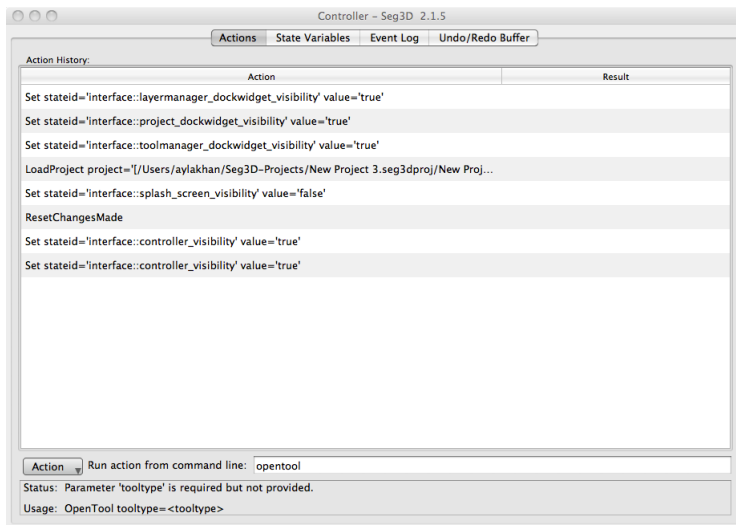 Controller - Seg3D 2.1.5
Actions State Variables Event Log Undo/Redo Buffer
Action History:
Action Result
Set stateid='interface::layermanager_dockwidget_visibility' value='true'
Set stateid='interface::project_dockwidget_visibility' value='true'
Set stateid='interface::toolmanager_dockwidget_visibility' value='true'
LoadProject project='[/Users/aylakhan/Seg3D-Projects/New Project 3.seg3dproj/New Proj...
Set stateid='interface::splash_screen_visibility' value='false'
ResetChangesMade
Set stateid='interface::controller_visibility' value='true'
Set stateid='interface::controller_visibility' value='true'
Action Run action from command line: opentool
Status: Parameter 'tooltype' is required but not provided.
Usage: OpenTool tooltype=<tooltype>